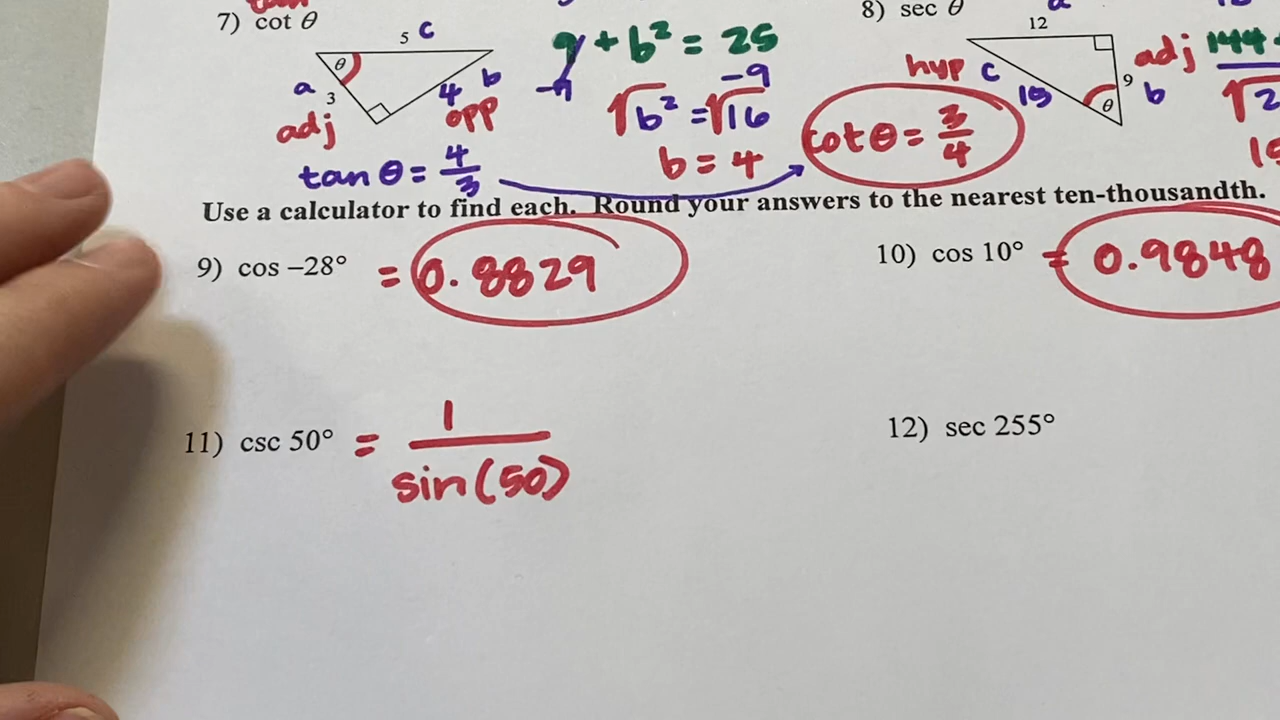 7) cot θ
8) sec θ
5 c
12
θ
a 3
4 b
adj
opp
9 + b² = 25
-9 -9
√b² = √16
b = 4
tan θ = 4/3
cot θ = 3/4
hyp c
15
θ
9 b
adj
144
Use a calculator to find each. Round your answers to the nearest ten-thousandth.
9) cos −28° = 0.8829
10) cos 10° = 0.9848
11) csc 50° = 1/sin(50)
12) sec 255°